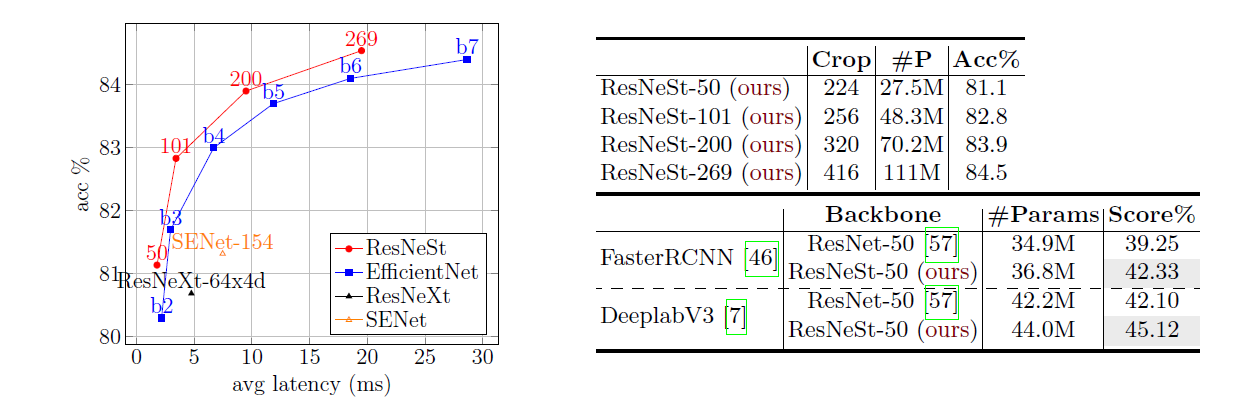 269
b7
b6
84
200
b5
b4
83
101
acc %
82
b3
SENet-154
50
81
ResNeXt-64x4d
b2
80
ResNeSt
EfficientNet
ResNeXt
SENet
0 5 10 15 20 25 30
avg latency (ms)
Crop #P Acc%
ResNeSt-50 (ours) 224 27.5M 81.1
ResNeSt-101 (ours) 256 48.3M 82.8
ResNeSt-200 (ours) 320 70.2M 83.9
ResNeSt-269 (ours) 416 111M 84.5
Backbone #Params Score%
FasterRCNN [46] ResNet-50 [57] 34.9M 39.25
ResNeSt-50 (ours) 36.8M 42.33
DeeplabV3 [7] ResNet-50 [57] 42.2M 42.10
ResNeSt-50 (ours) 44.0M 45.12